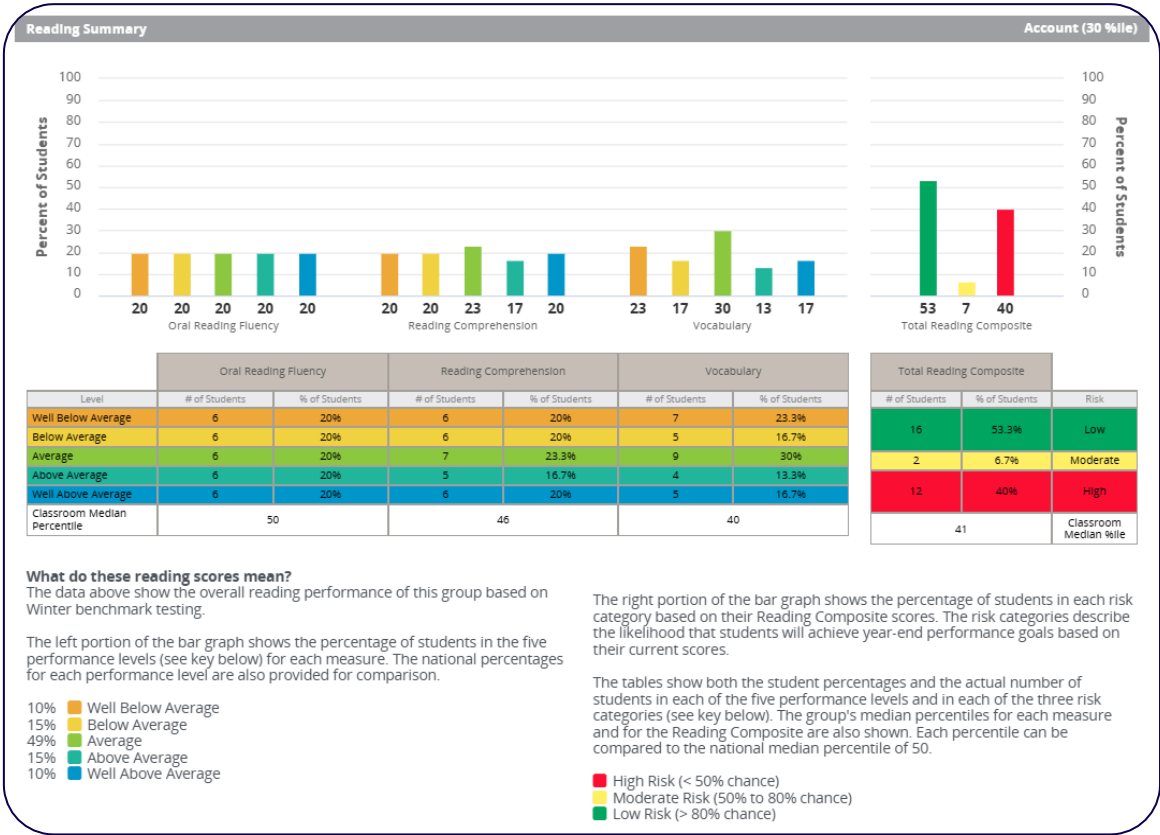 Reading Summary
Account (30 %ile)
Percent of Students
100
90
80
70
60
50
40
30
20
10
0
20 20 20 20 20
Oral Reading Fluency
20 20 23 17 20
Reading Comprehension
23 17 30 13 17
Vocabulary
53 7 40
Total Reading Composite
100
90
80
70
60
50
40
30
20
10
0
Percent of Students
Oral Reading Fluency Reading Comprehension Vocabulary
Level # of Students % of Students # of Students % of Students # of Students % of Students
Well Below Average 6 20% 6 20% 7 23.3%
Below Average 6 20% 6 20% 5 16.7%
Average 6 20% 7 23.3% 9 30%
Above Average 6 20% 5 16.7% 4 13.3%
Well Above Average 6 20% 6 20% 5 16.7%
Classroom Median
Percentile
50 46 40
Total Reading Composite
# of Students % of Students Risk
16 53.3% Low
2 6.7% Moderate
12 40% High
41
Classroom
Median %ile
What do these reading scores mean?
The data above show the overall reading performance of this group based on
Winter benchmark testing.
The left portion of the bar graph shows the percentage of students in the five
performance levels (see key below) for each measure. The national percentages
for each performance level are also provided for comparison.
10% Well Below Average
15% Below Average
49% Average
15% Above Average
10% Well Above Average
The right portion of the bar graph shows the percentage of students in each risk
category based on their Reading Composite scores. The risk categories describe
the likelihood that students will achieve year-end performance goals based on
their current scores.
The tables show both the student percentages and the actual number of
students in each of the five performance levels and in each of the three risk
categories (see key below). The group's median percentiles for each measure
and for the Reading Composite are also shown. Each percentile can be
compared to the national median percentile of 50.
High Risk (< 50% chance)
Moderate Risk (50% to 80% chance)
Low Risk (> 80% chance)